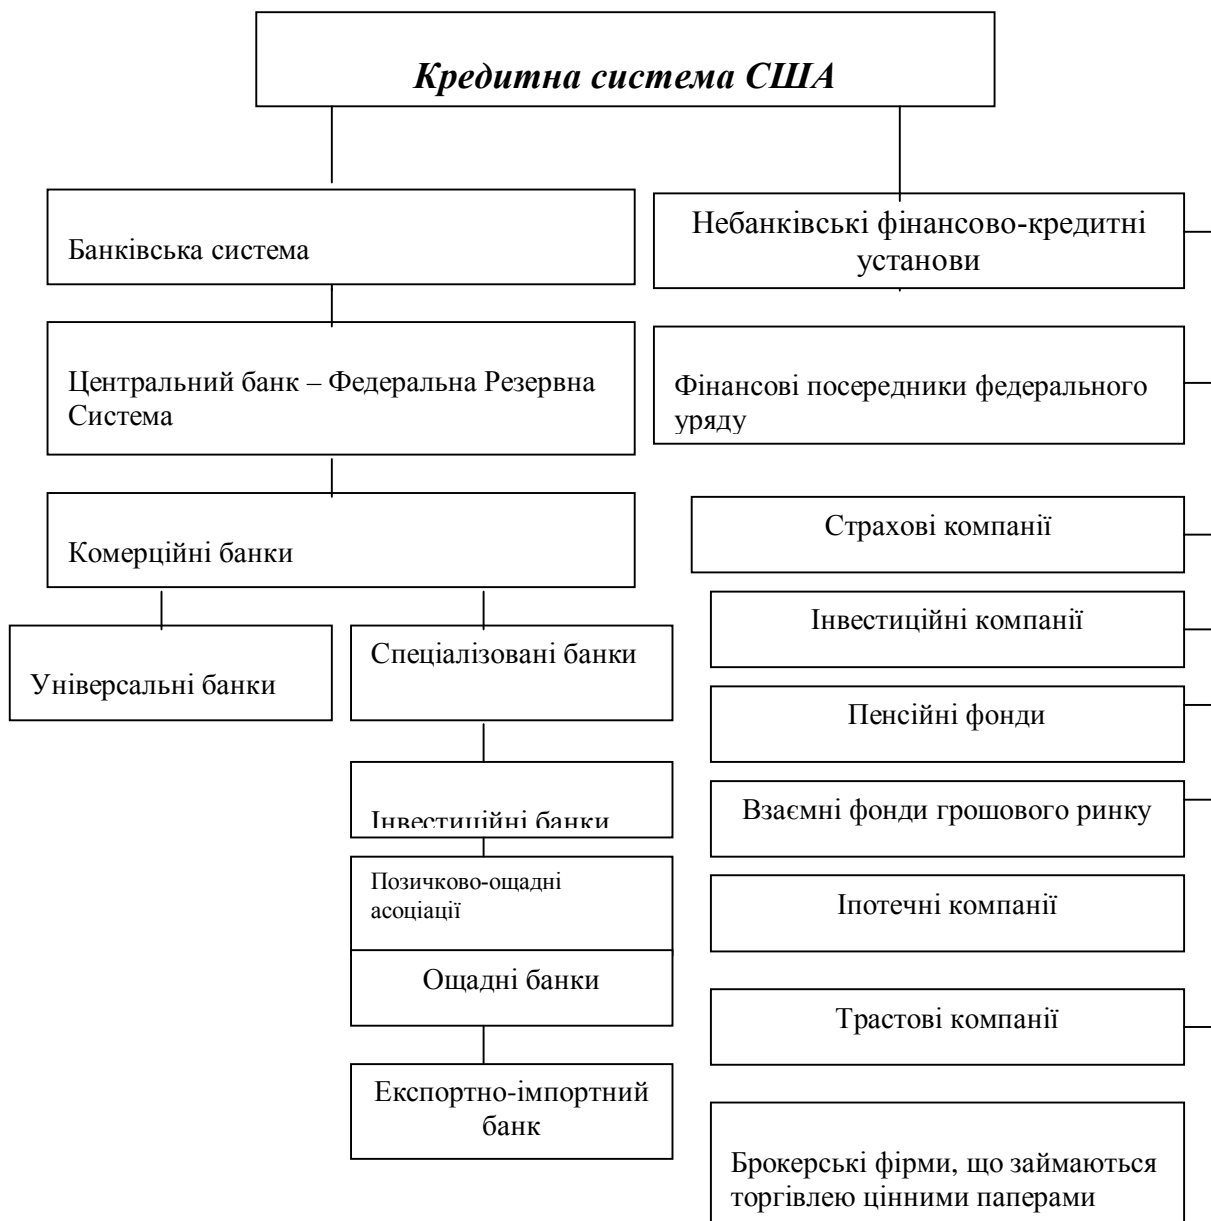 Кредитна система США
Банківська система
Небанківські фінансово-кредитні
установи
Центральний банк – Федеральна Резервна
Система
Фінансові посередники федерального
уряду
Комерційні банки
Страхові компанії
Універсальні банки
Спеціалізовані банки
Інвестиційні компанії
Пенсійні фонди
Інвестиційні банки
Взаємні фонди грошового ринку
Позичково-ощадні
асоціації
Іпотечні компанії
Ощадні банки
Трастові компанії
Експортно-імпортний
банк
Брокерські фірми, що займаються
торгівлею цінними паперами